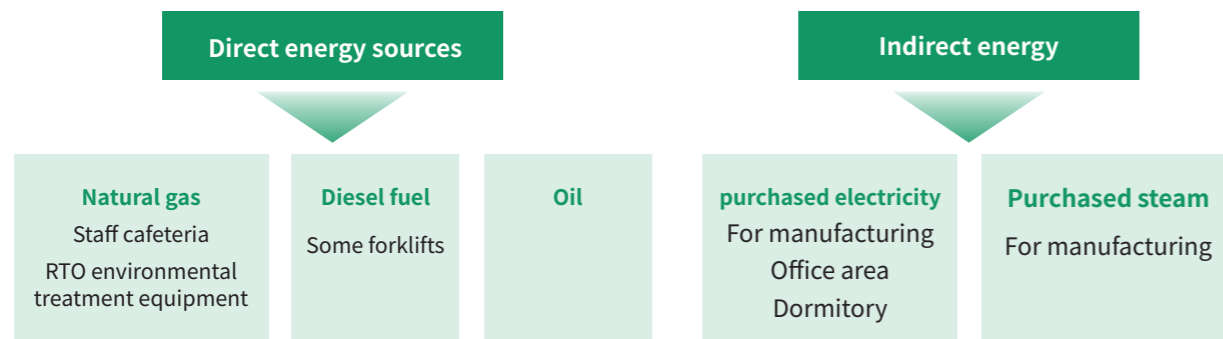 Direct energy sources
Indirect energy
Natural gas
Staff cafeteria
RTO environmental
treatment equipment
Diesel fuel
Some forklifts
Oil
purchased electricity
For manufacturing
Office area
Dormitory
Purchased steam
For manufacturing